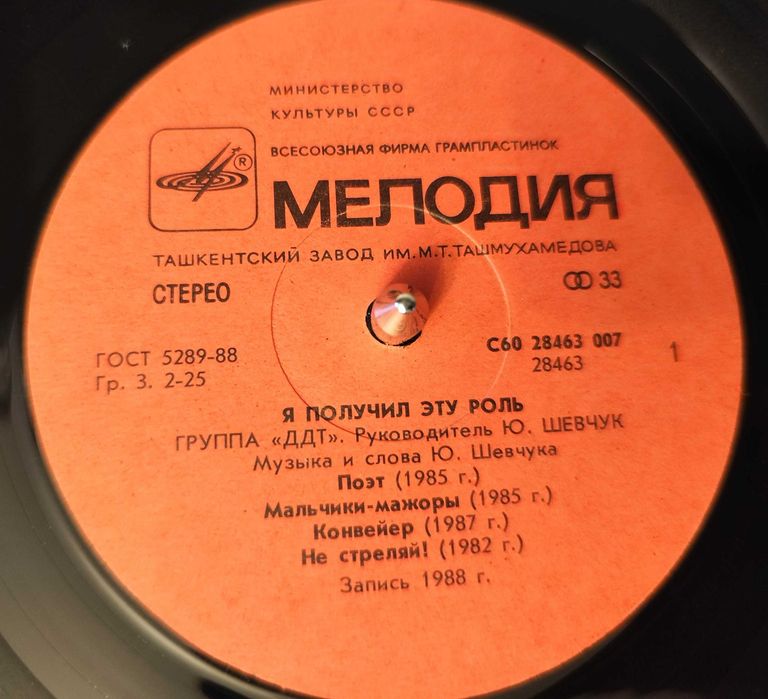 МИНИСТЕРСТВО
КУЛЬТУРЫ СССР
ВСЕСОЮЗНАЯ ФИРМА ГРАМПЛАСТИНОК
®
МЕЛОДИЯ
ТАШКЕНТСКИЙ ЗАВОД ИМ.М.Т.ТАШМУХАМЕДОВА
СТЕРЕО
33
ГОСТ 5289-88
Гр. 3. 2-25
С60 28463 007
28463
1
Я ПОЛУЧИЛ ЭТУ РОЛЬ
ГРУППА «ДДТ». Руководитель Ю. ШЕВЧУК
Музыка и слова Ю. Шевчука
Поэт (1985 г.)
Мальчики-мажоры (1985 г.)
Конвейер (1987 г.)
Не стреляй! (1982 г.)
Запись 1988 г.